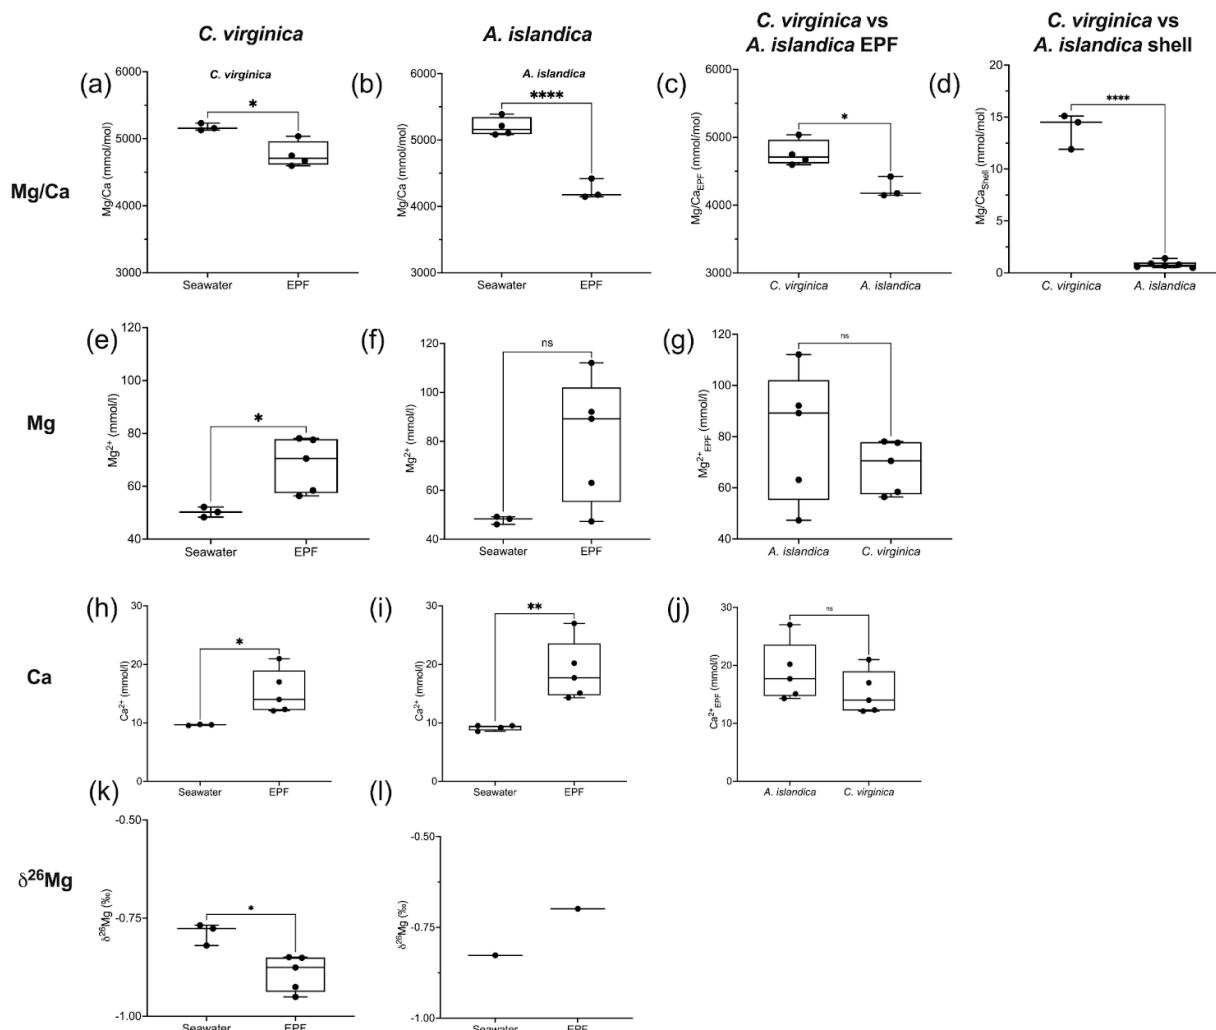 C. virginica
A. islandica
C. virginica vs
A. islandica EPF
C. virginica vs
A. islandica shell
Mg/Ca
(a)
C. virginica
*
Mg/Ca (mmol/mol)
6000
5000
4000
3000
Seawater
EPF
(b)
A. islandica
****
Mg/Ca (mmol/mol)
6000
5000
4000
3000
Seawater
EPF
(c)
*
Mg/Ca EPF (mmol/mol)
6000
5000
4000
3000
C. virginica
A. islandica
(d)
****
Mg/Ca Shell (mmol/mol)
20
15
10
5
0
C. virginica
A. islandica
Mg
(e)
*
Mg2+ (mmol/l)
120
100
80
60
40
Seawater
EPF
(f)
ns
Mg2+ (mmol/l)
120
100
80
60
40
Seawater
EPF
(g)
ns
Mg2+ EPF (mmol/l)
120
100
80
60
40
A. islandica
C. virginica
Ca
(h)
*
Ca2+ (mmol/l)
30
20
10
0
Seawater
EPF
(i)
**
Ca2+ (mmol/l)
30
20
10
0
Seawater
EPF
(j)
ns
Ca2+ EPF (mmol/l)
30
20
10
0
A. islandica
C. virginica
δ26Mg
(k)
*
δ26Mg (‰)
-0.50
-0.75
-1.00
Seawater
EPF
(l)
δ26Mg (‰)
-0.50
-0.75
-1.00
Seawater
EPF